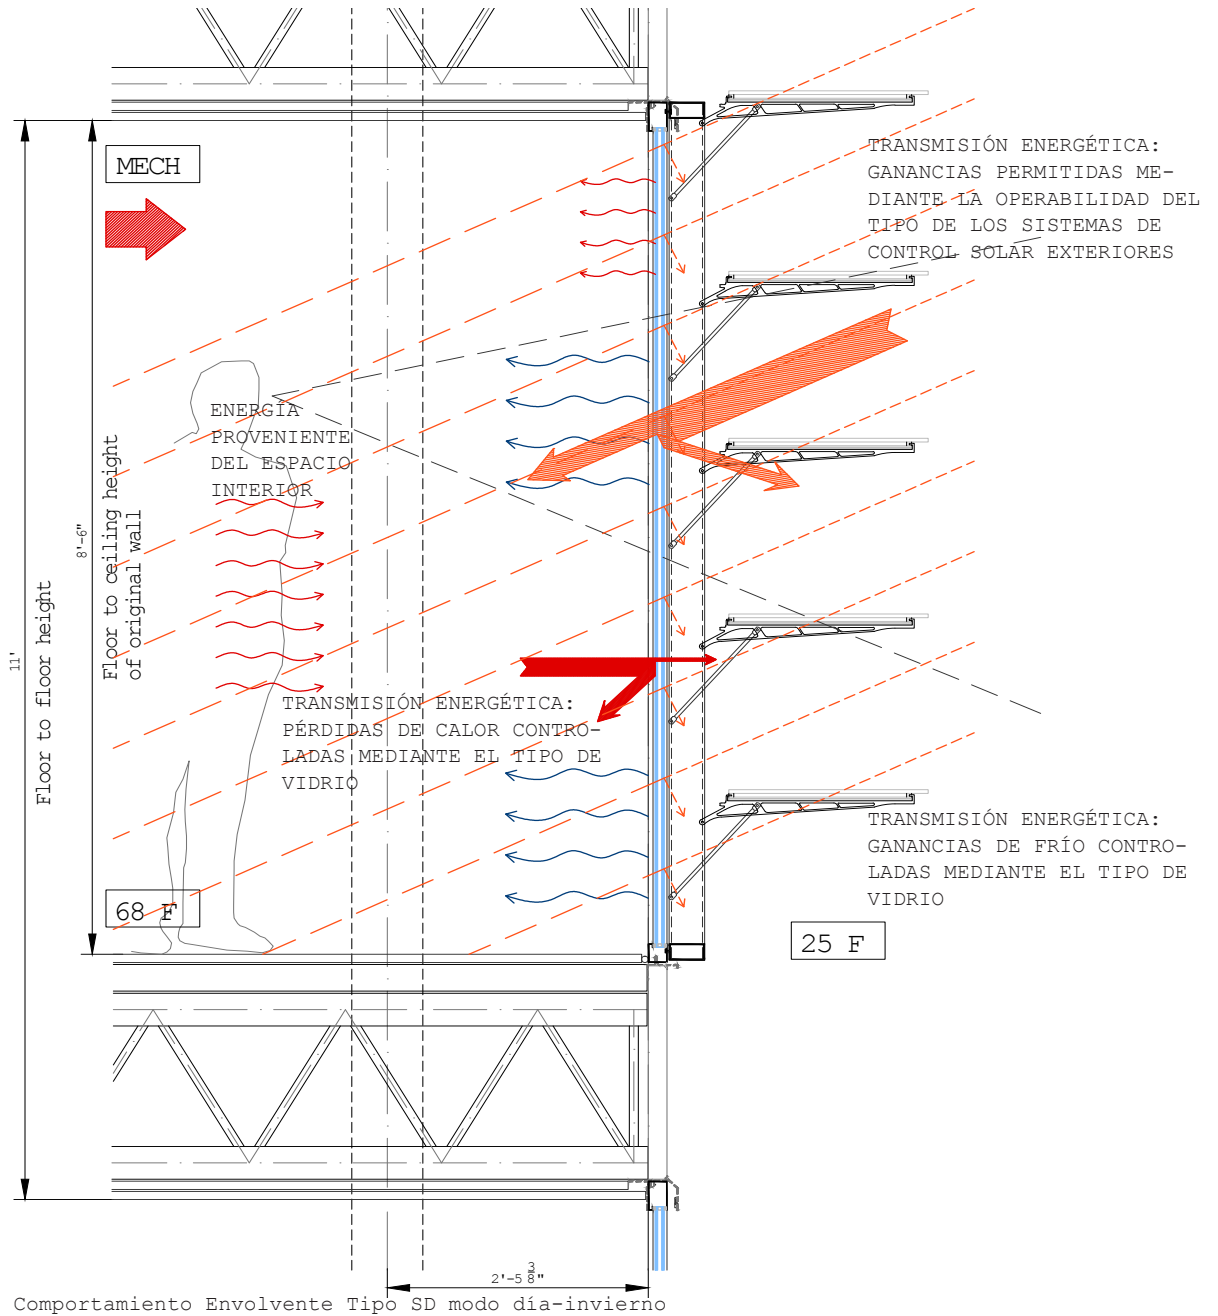 MECH
TRANSMISIÓN ENERGÉTICA:
GANANCIAS PERMITIDAS ME-
DIANTE LA OPERABILIDAD DEL
TIPO DE LOS SISTEMAS DE
CONTROL SOLAR EXTERIORES
ENERGÍA
PROVENIENTE
DEL ESPACIO
INTERIOR
8'-6"
Floor to ceiling height
of original wall
11'
Floor to floor height
TRANSMISIÓN ENERGÉTICA:
PÉRDIDAS DE CALOR CONTRO-
LADAS MEDIANTE EL TIPO DE
VIDRIO
TRANSMISIÓN ENERGÉTICA:
GANANCIAS DE FRÍO CONTRO-
LADAS MEDIANTE EL TIPO DE
VIDRIO
68 F
25 F
2'-5 3/8"
Comportamiento Envolvente Tipo SD modo día-invierno